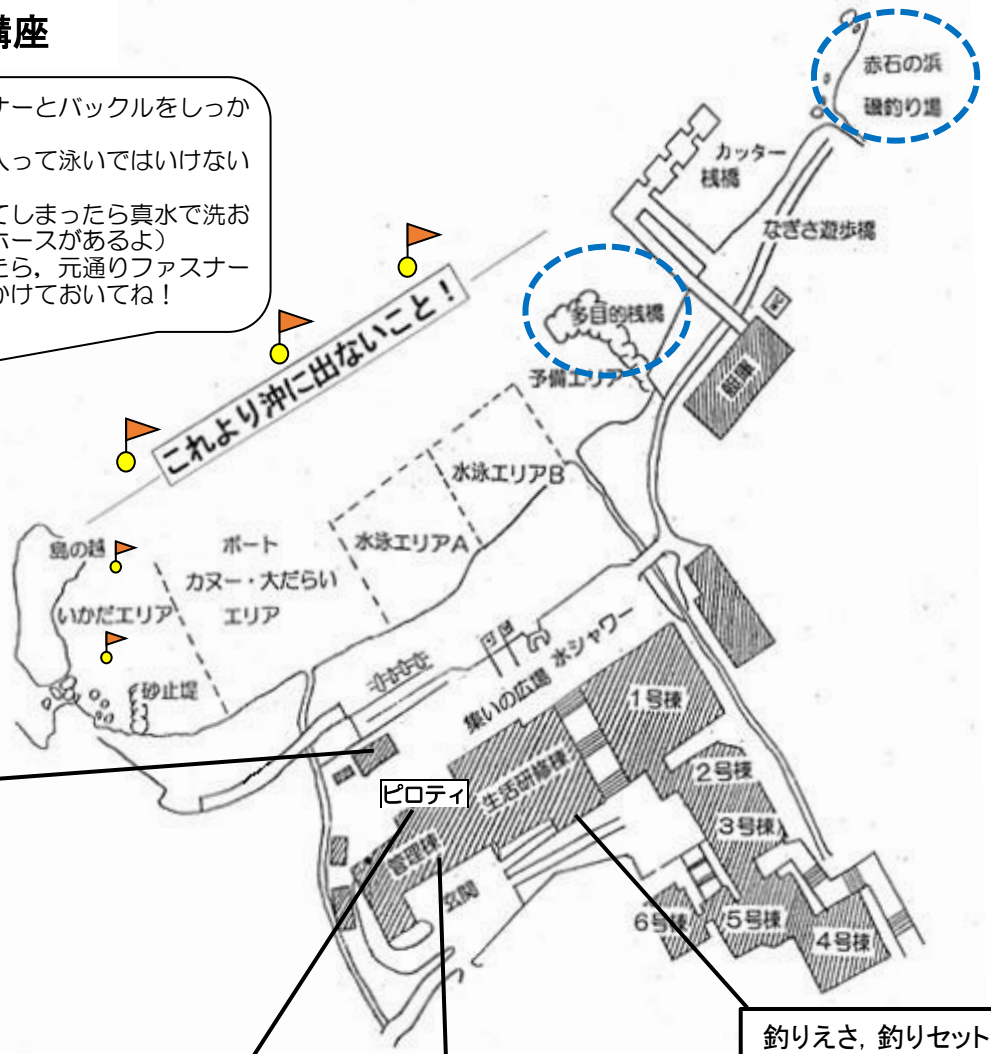 講座
ナーとバックルをしっか
入って泳いではいけない
てしまったら真水で洗お
ホースがあるよ）
たら，元通りファスナー
かけておいてね！
赤石の浜
磯釣り場
カッター
桟橋
なぎさ遊歩橋
多目的桟橋
予備エリア
艇庫
これより沖に出ないこと！
水泳エリアB
水泳エリアA
島の越
ボート
カヌー・大だらい
エリア
いかだエリア
砂止堤
水シャワー
集いの広場
1号棟
2号棟
3号棟
生活研修棟
ピロティ
管理棟
玄関
6号棟
5号棟
4号棟
釣りえさ，釣りセット